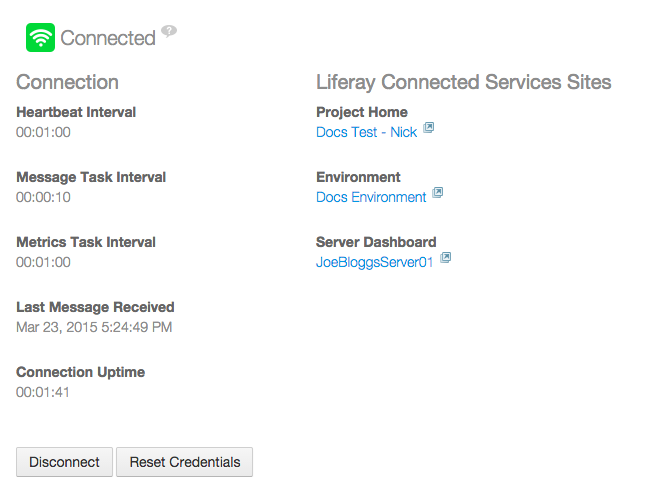 Connected ?
Connection
Heartbeat Interval
00:01:00
Message Task Interval
00:00:10
Metrics Task Interval
00:01:00
Last Message Received
Mar 23, 2015 5:24:49 PM
Connection Uptime
00:01:41
Liferay Connected Services Sites
Project Home
Docs Test - Nick
Environment
Docs Environment
Server Dashboard
JoeBloggsServer01
Disconnect
Reset Credentials